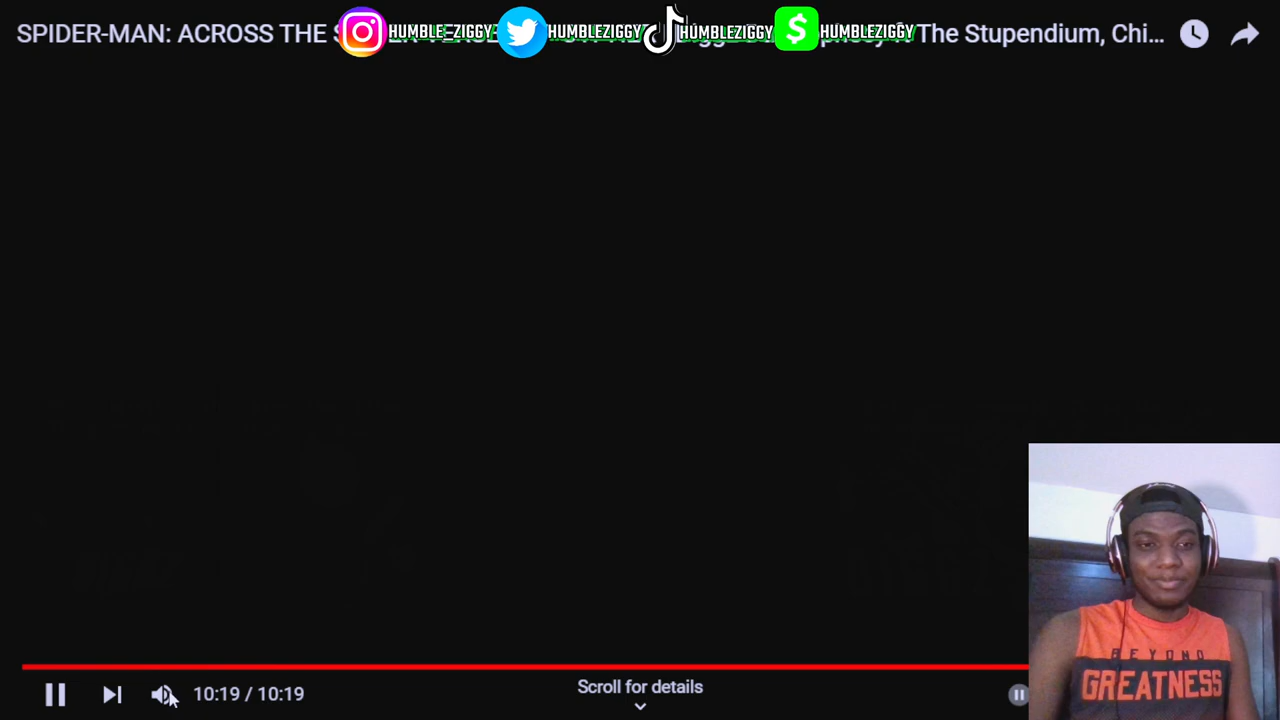 SPIDER-MAN: ACROSS THE
The Stupendium, Chi...
HUMBLE_ZIGGY
HUMBLEZIGGY
HUMBLEZIGGY
HUMBLEZIGGY
BEYOND
GREATNESS
10:19 / 10:19
Scroll for details